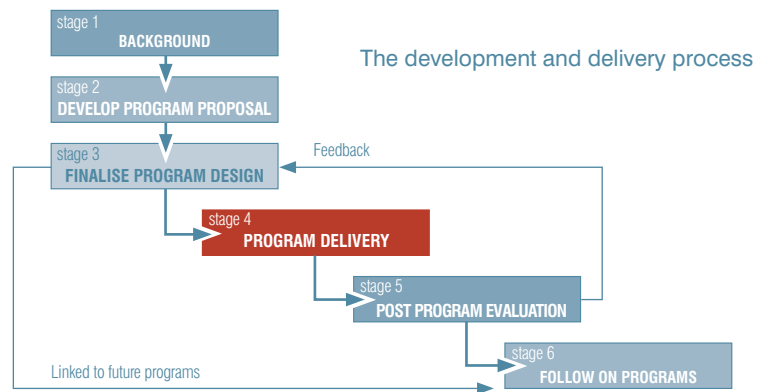 stage 1
BACKGROUND
The development and delivery process
stage 2
DEVELOP PROGRAM PROPOSAL
stage 3
FINALISE PROGRAM DESIGN
Feedback
stage 4
PROGRAM DELIVERY
stage 5
POST PROGRAM EVALUATION
stage 6
FOLLOW ON PROGRAMS
Linked to future programs